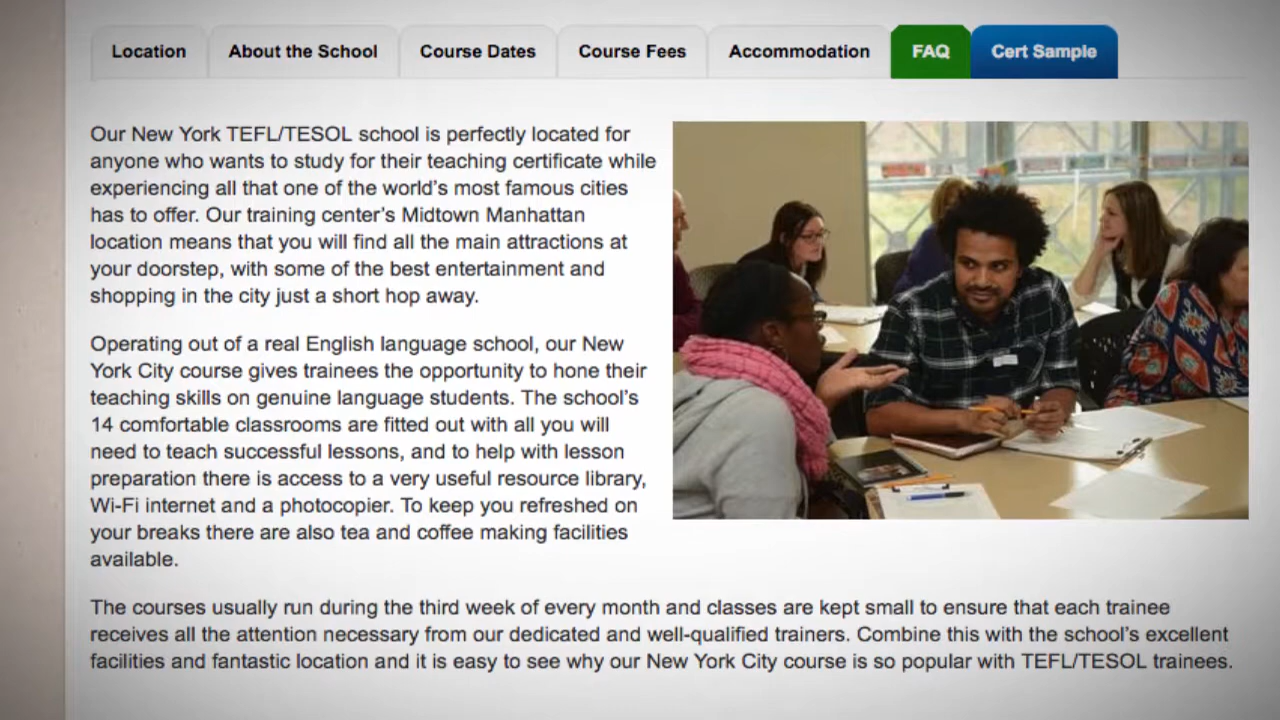 Location About the School Course Dates Course Fees Accommodation FAQ Cert Sample
Our New York TEFL/TESOL school is perfectly located for
anyone who wants to study for their teaching certificate while
experiencing all that one of the world's most famous cities
has to offer. Our training center's Midtown Manhattan
location means that you will find all the main attractions at
your doorstep, with some of the best entertainment and
shopping in the city just a short hop away.
Operating out of a real English language school, our New
York City course gives trainees the opportunity to hone their
teaching skills on genuine language students. The school's
14 comfortable classrooms are fitted out with all you will
need to teach successful lessons, and to help with lesson
preparation there is access to a very useful resource library,
Wi-Fi internet and a photocopier. To keep you refreshed on
your breaks there are also tea and coffee making facilities
available.
The courses usually run during the third week of every month and classes are kept small to ensure that each trainee
receives all the attention necessary from our dedicated and well-qualified trainers. Combine this with the school's excellent
facilities and fantastic location and it is easy to see why our New York City course is so popular with TEFL/TESOL trainees.